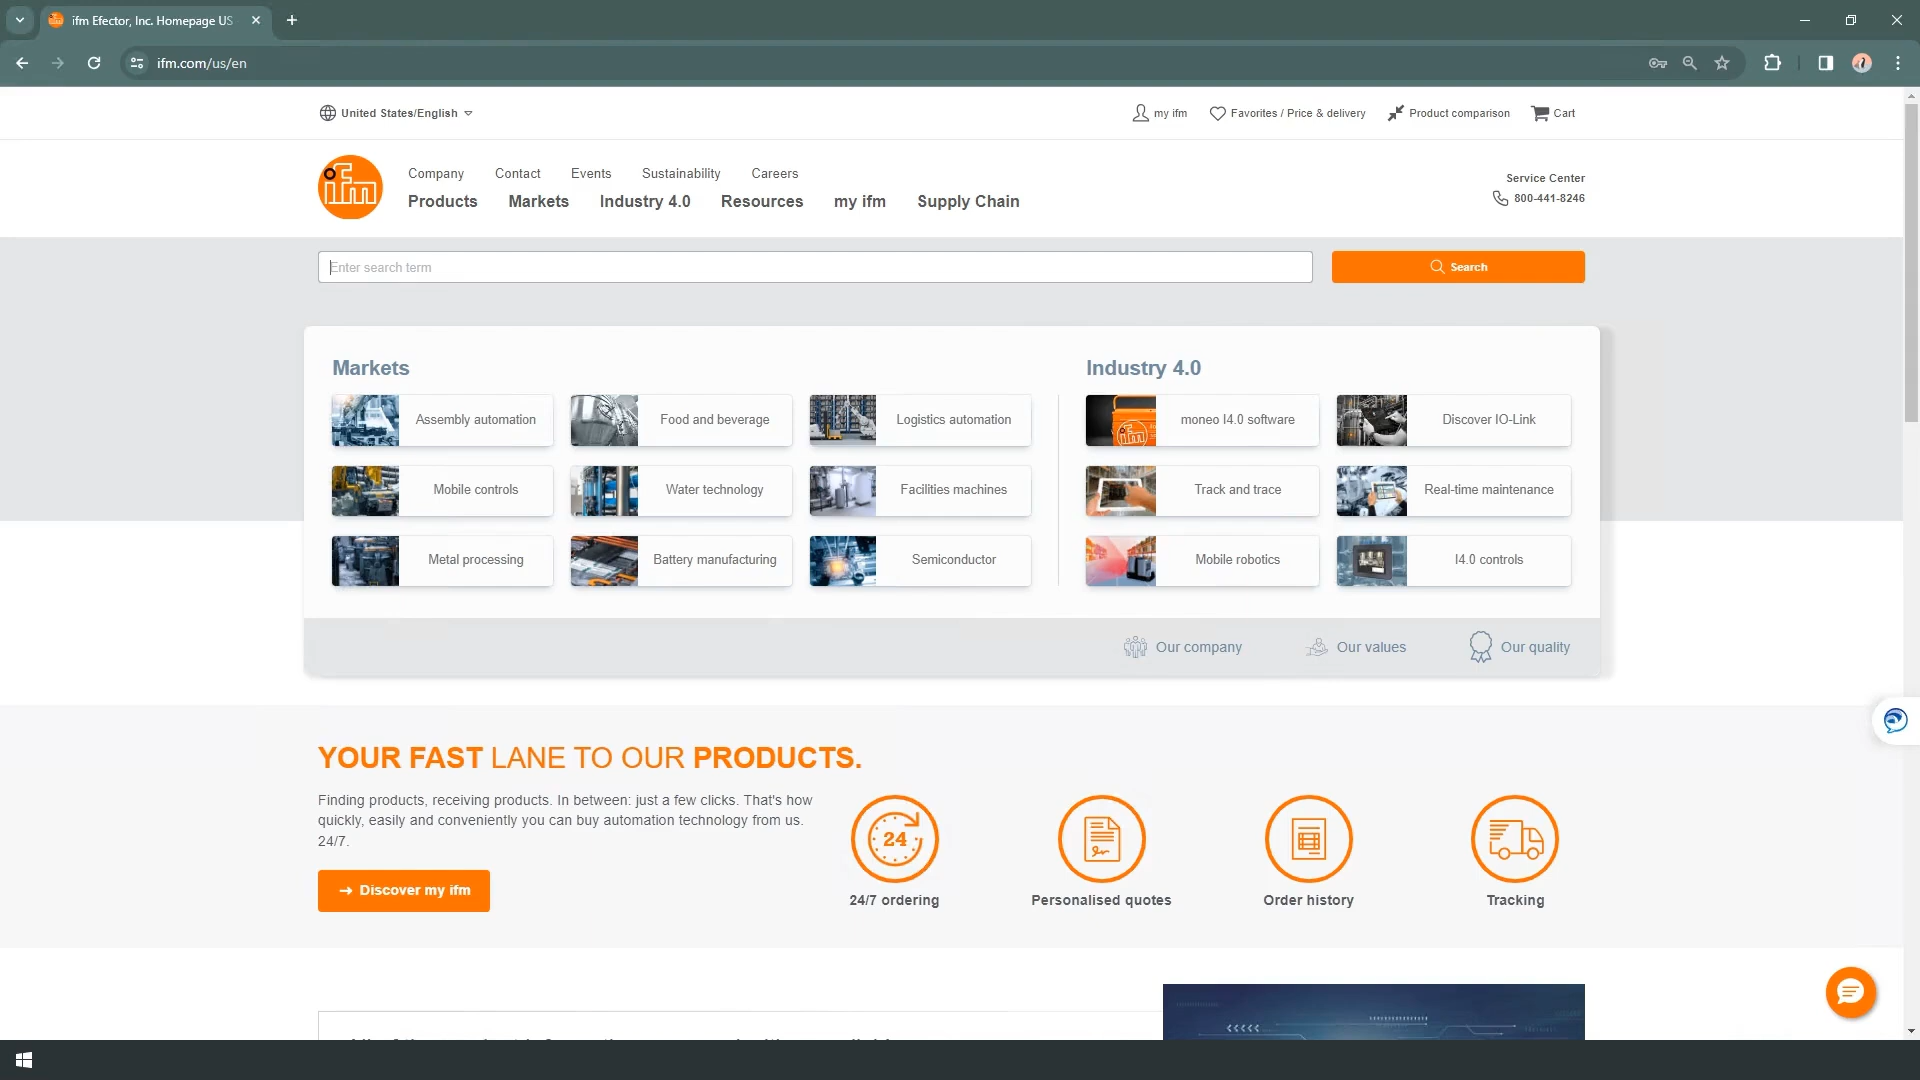 ifm Efector, Inc. Homepage US
ifm.com/us/en
United States/English
my ifm
Favorites / Price & delivery
Product comparison
Cart
ifm
Company
Contact
Events
Sustainability
Careers
Products
Markets
Industry 4.0
Resources
my ifm
Supply Chain
Service Center
800-441-8246
Enter search term
Search
Markets
Assembly automation
Food and beverage
Logistics automation
Mobile controls
Water technology
Facilities machines
Metal processing
Battery manufacturing
Semiconductor
Industry 4.0
ifm
moneo I4.0 software
Discover IO-Link
Track and trace
Real-time maintenance
Mobile robotics
I4.0 controls
Our company
Our values
Our quality
YOUR FAST LANE TO OUR PRODUCTS.
Finding products, receiving products. In between: just a few clicks. That's how
quickly, easily and conveniently you can buy automation technology from us.
24/7.
Discover my ifm
24
24/7 ordering
Personalised quotes
Order history
Tracking